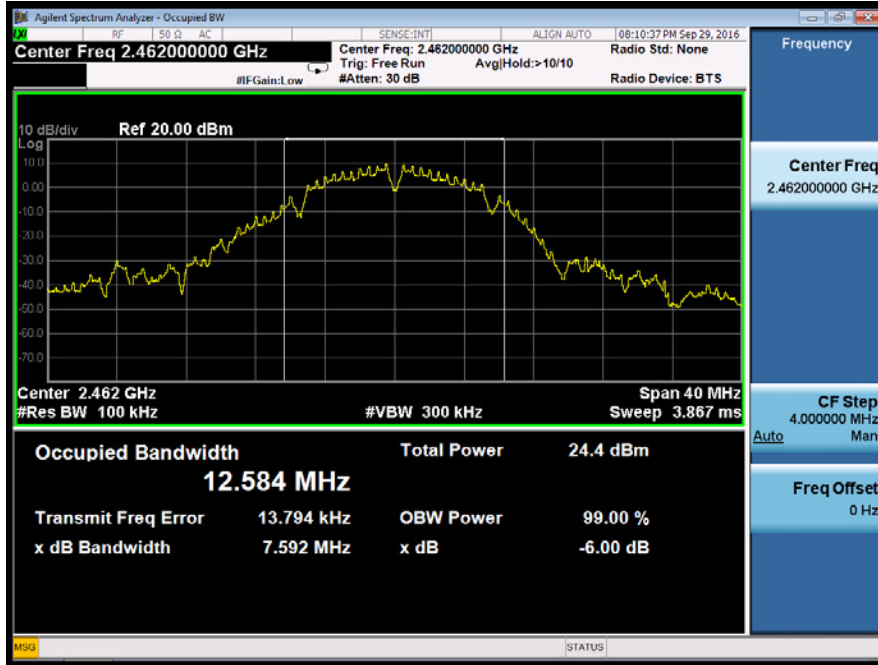 Agilent Spectrum Analyzer - Occupied BW
RF 50 Ω AC SENSE:INT ALIGN AUTO 08:10:37 PM Sep 29, 2016
Center Freq 2.462000000 GHz
Center Freq: 2.462000000 GHz
Radio Std: None
Trig: Free Run Avg|Hold:>10/10
#IFGain:Low #Atten: 30 dB Radio Device: BTS
10 dB/div Ref 20.00 dBm
Log
10.0
0.00
-10.0
-20.0
-30.0
-40.0
-50.0
-60.0
-70.0
Center 2.462 GHz Span 40 MHz
#Res BW 100 kHz #VBW 300 kHz Sweep 3.867 ms
Occupied Bandwidth Total Power 24.4 dBm
12.584 MHz
Transmit Freq Error 13.794 kHz OBW Power 99.00 %
x dB Bandwidth 7.592 MHz x dB -6.00 dB
MSG STATUS
Frequency
Center Freq
2.462000000 GHz
CF Step
4.000000 MHz
Auto Man
Freq Offset
0 Hz